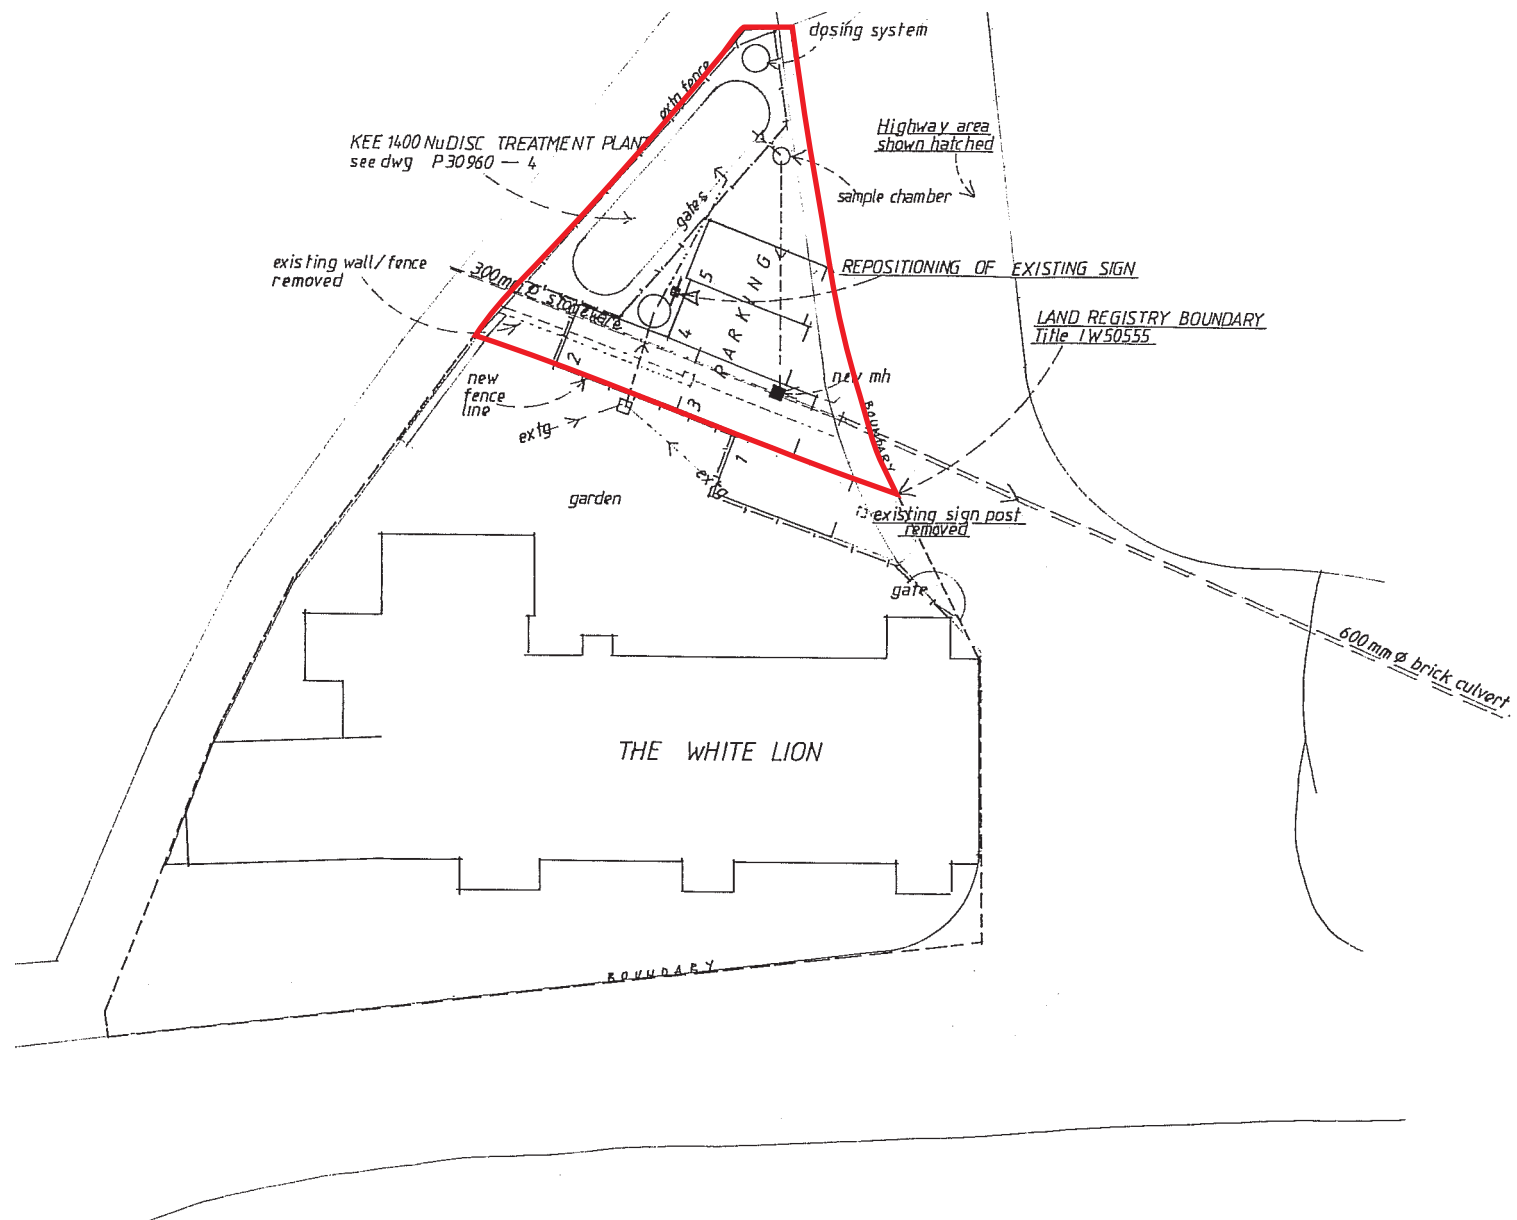 dosing system
extg fence
KEE 1400 NuDISC TREATMENT PLANT
see dwg P30960 — 4
Highway area
shown hatched
sample chamber
gates
existing wall/fence
removed
300mm Ø stoneware
REPOSITIONING OF EXISTING SIGN
5
PARKING
4
LAND REGISTRY BOUNDARY
Title IW50555
2
new mh
new
fence
line
3
BOUNDARY
extg
1
extg
garden
existing sign post
removed
gate
600mm Ø brick culvert
THE WHITE LION
BOUNDARY